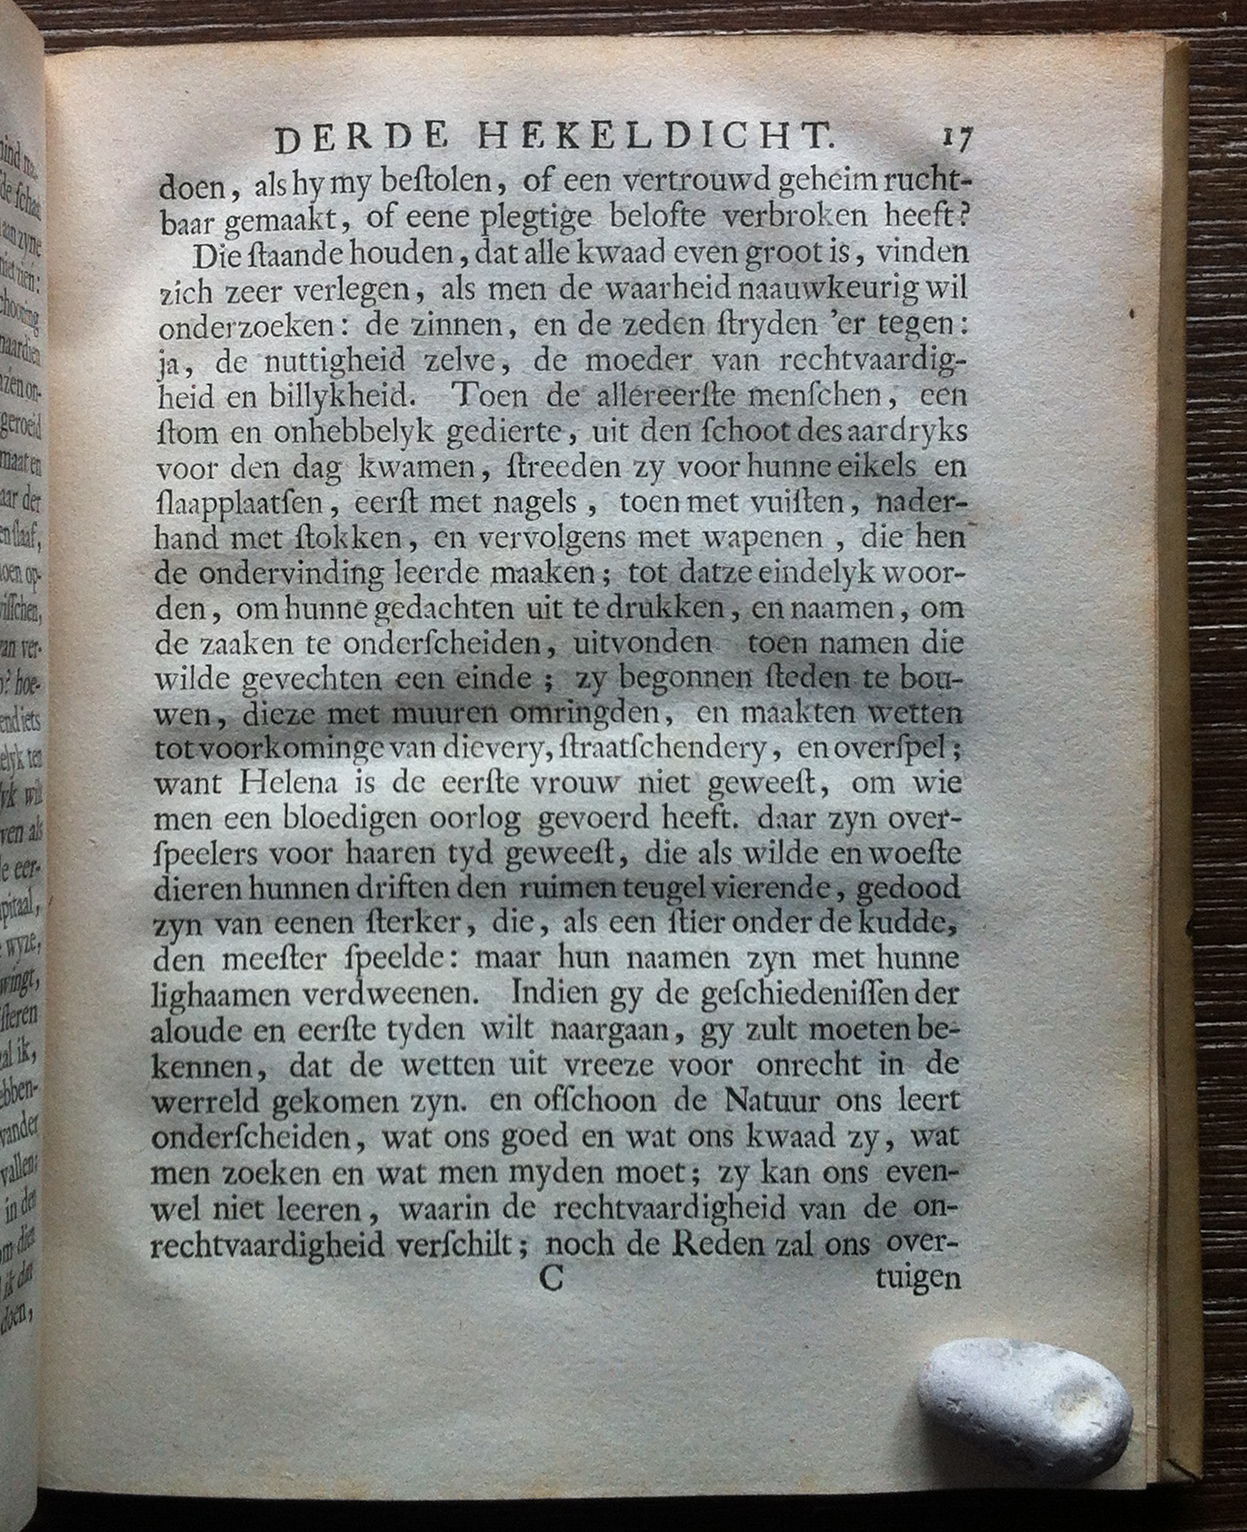 DERDE HEKELDICHT. 17
doen, als hy my beſtolen, of een vertrouwd geheim rucht-
baar gemaakt, of eene plegtige belofte verbroken heeft?
Die ſtaande houden, dat alle kwaad even groot is, vinden
zich zeer verlegen, als men de waarheid naauwkeurig wil
onderzoeken: de zinnen, en de zeden ſtryden 'er tegen:
ja, de nuttigheid zelve, de moeder van rechtvaardig-
heid en billykheid. Toen de allereerſte menſchen, een
ſtom en onhebbelyk gedierte, uit den ſchoot des aardryks
voor den dag kwamen, ſtreeden zy voor hunne eikels en
ſlaapplaatſen, eerſt met nagels, toen met vuiſten, nader-
hand met ſtokken, en vervolgens met wapenen, die hen
de ondervinding leerde maaken; tot datze eindelyk woor-
den, om hunne gedachten uit te drukken, en naamen, om
de zaaken te onderſcheiden, uitvonden toen namen die
wilde gevechten een einde; zy begonnen ſteden te bou-
wen, dieze met muuren omringden, en maakten wetten
tot voorkominge van dievery, ſtraatſchendery, en overſpel;
want Helena is de eerſte vrouw niet geweeſt, om wie
men een bloedigen oorlog gevoerd heeft. daar zyn over-
ſpeelers voor haaren tyd geweeſt, die als wilde en woeſte
dieren hunnen driften den ruimen teugel vierende, gedood
zyn van eenen ſterker, die, als een ſtier onder de kudde,
den meeſter ſpeelde: maar hun naamen zyn met hunne
lighaamen verdweenen. Indien gy de geſchiedeniſſen der
aloude en eerſte tyden wilt naargaan, gy zult moeten be-
kennen, dat de wetten uit vreeze voor onrecht in de
werreld gekomen zyn. en offchoon de Natuur ons leert
onderſcheiden, wat ons goed en wat ons kwaad zy, wat
men zoeken en wat men myden moet; zy kan ons even-
wel niet leeren, waarin de rechtvaardigheid van de on-
rechtvaardigheid verſchilt; noch de Reden zal ons over-
C tuigen